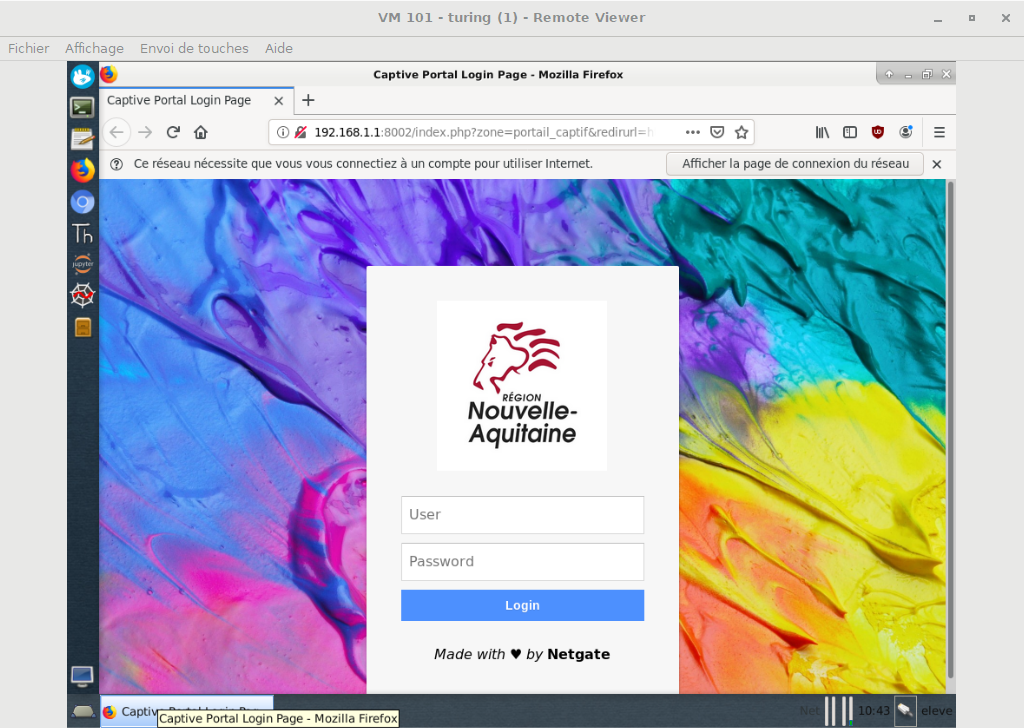 VM 101 - turing (1) - Remote Viewer
Fichier Affichage Envoi de touches Aide
Captive Portal Login Page - Mozilla Firefox
Captive Portal Login Page
192.168.1.1:8002/index.php?zone=portail_captif&redirurl=h
Ce réseau nécessite que vous vous connectiez à un compte pour utiliser Internet.
Afficher la page de connexion du réseau
Th
jupyter
RÉGION
Nouvelle-
Aquitaine
User
Password
Login
Made with ♥ by Netgate
Captive Portal Login Page - Mozilla Firefox
Net 10:43 eleve